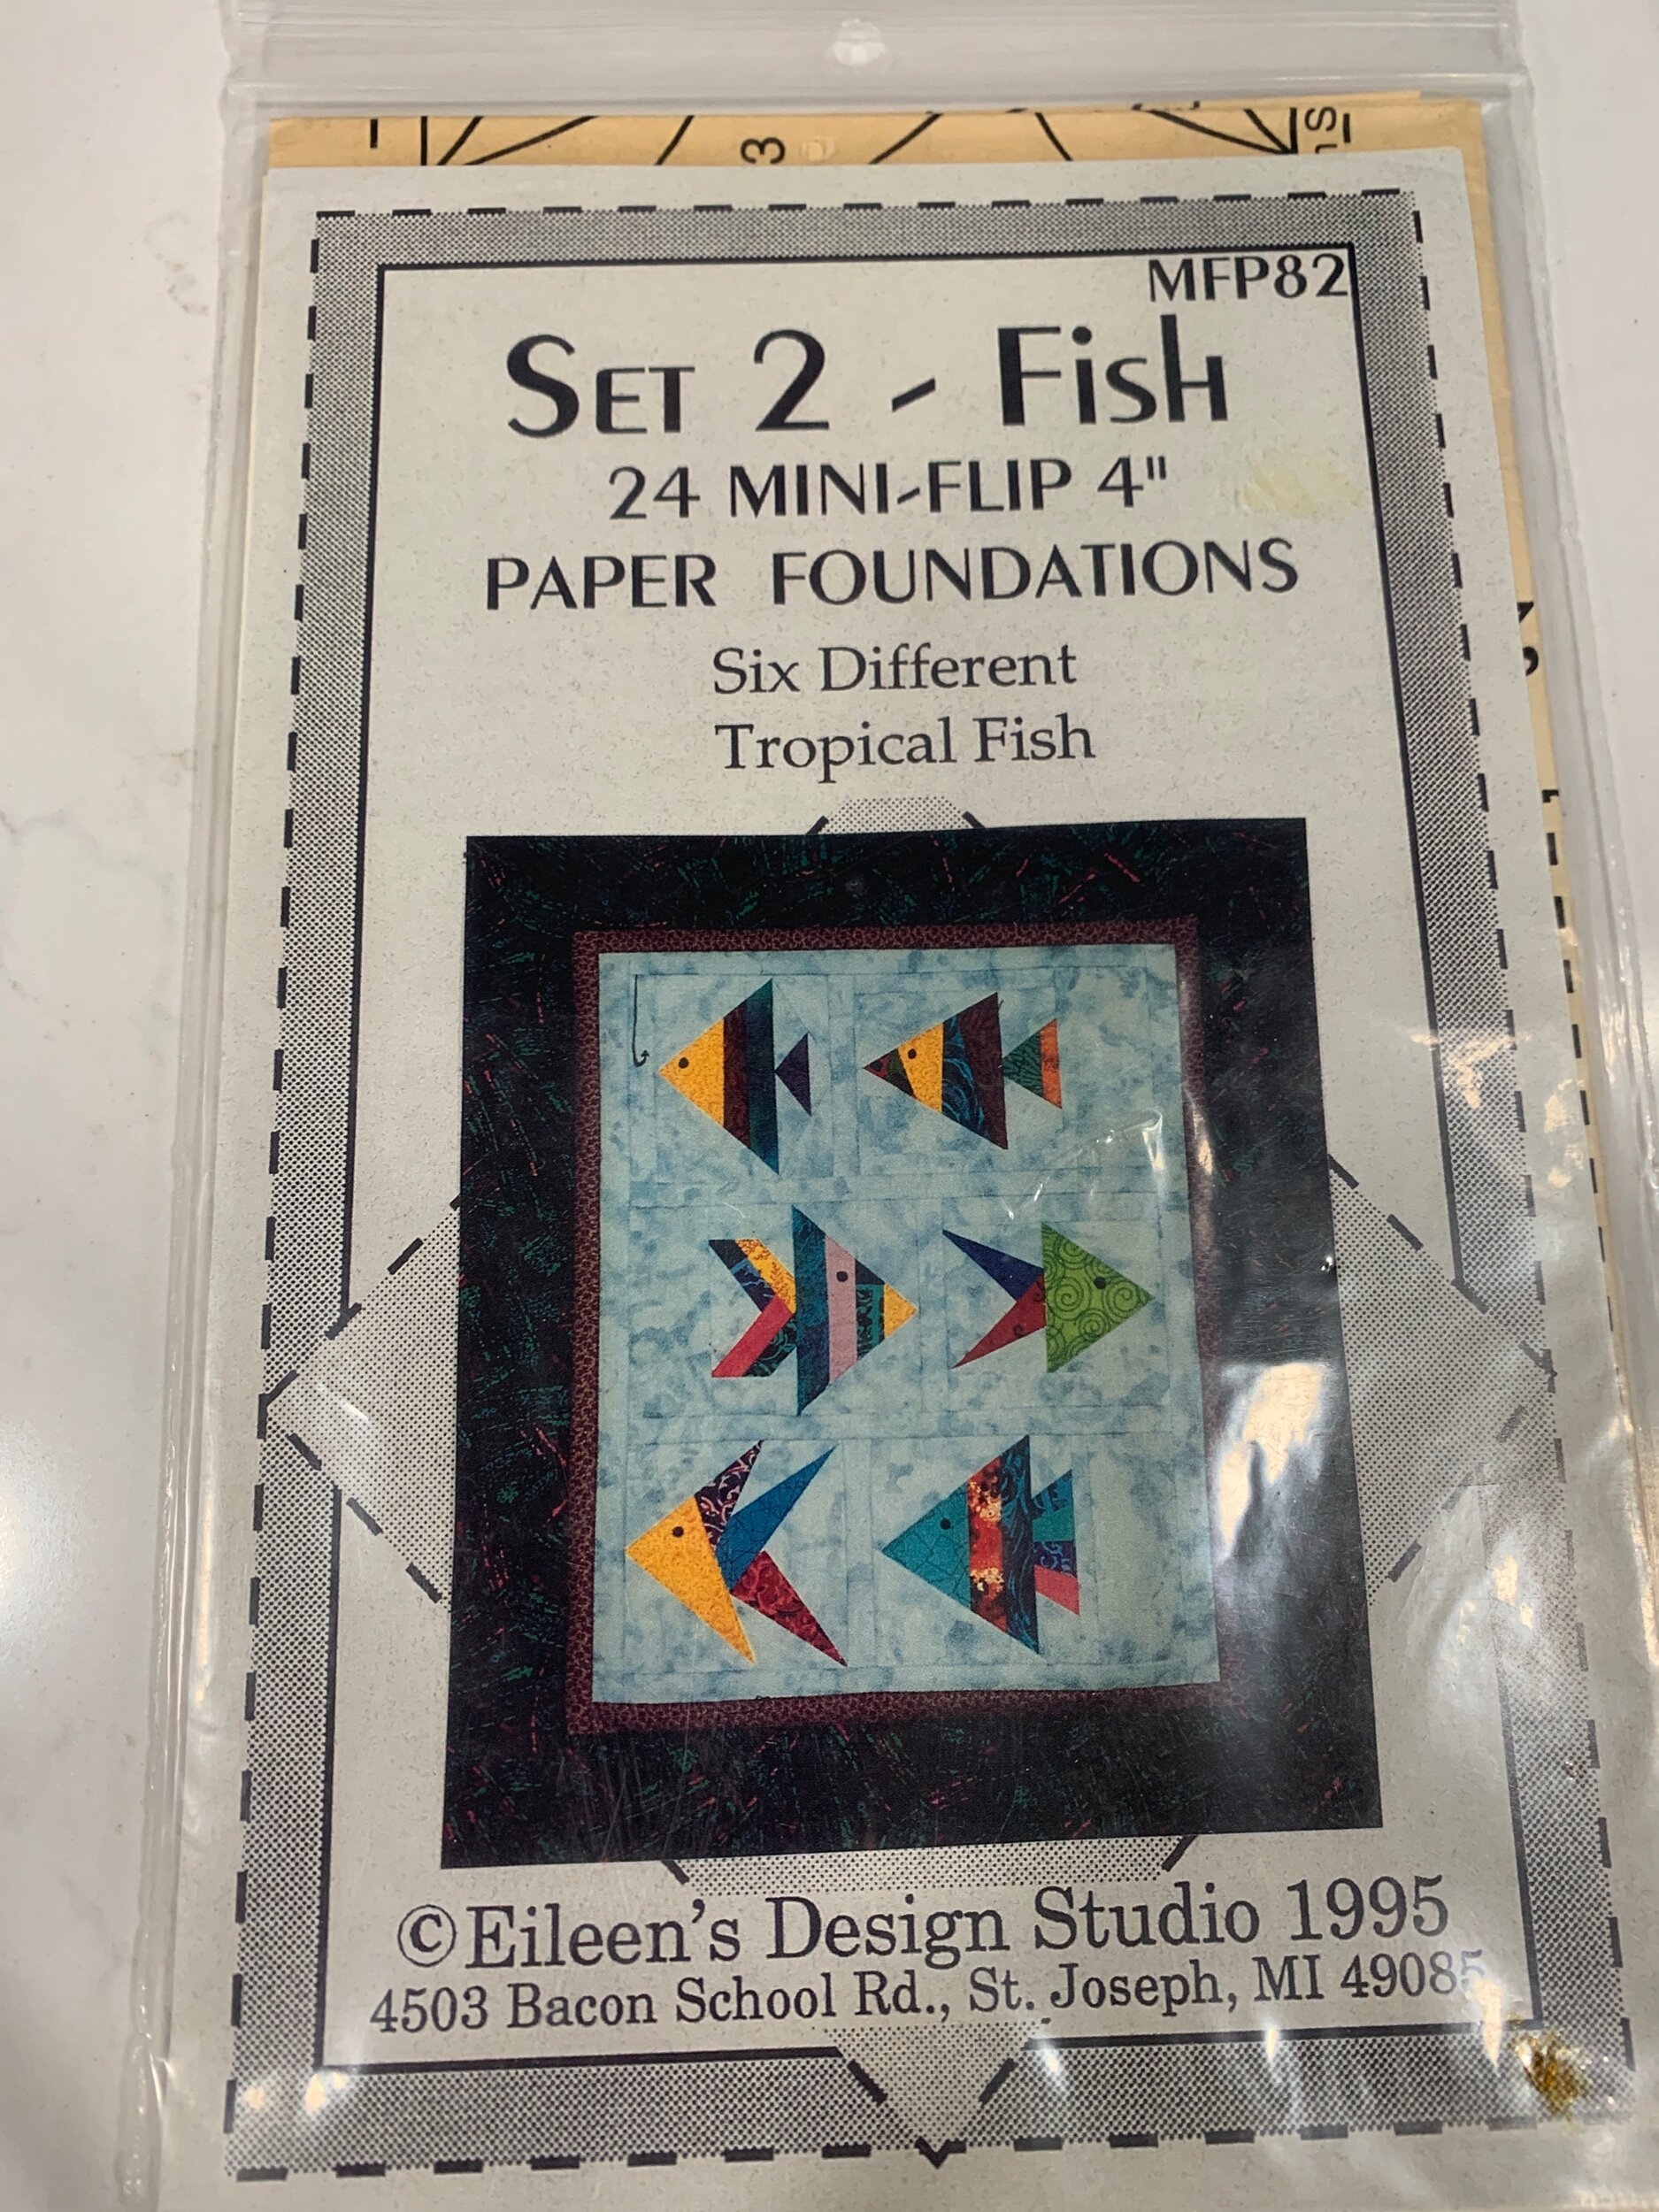 3
MFP82
SET 2 - FisH
24 MINI-FLIP 4"
PAPER FOUNDATIONS
Six Different
Tropical Fish
©Eileen's Design Studio 1995
4503 Bacon School Rd., St. Joseph, MI 49085